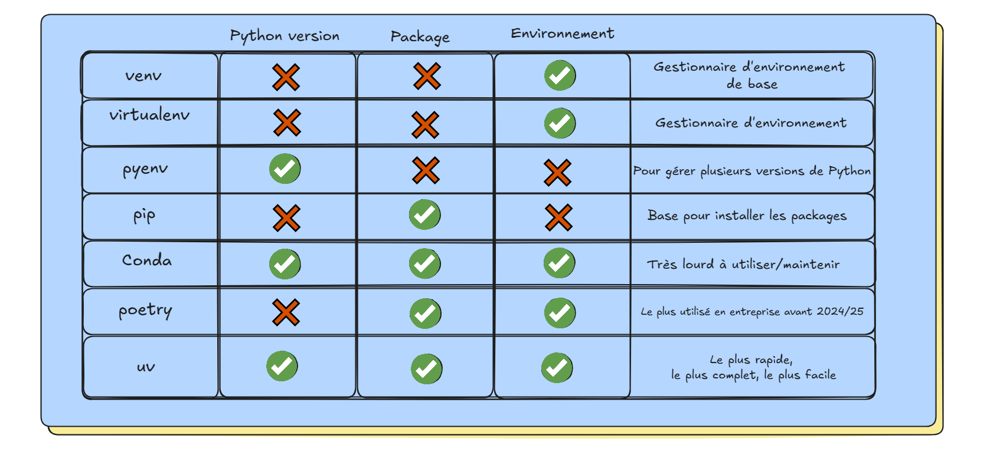 Python version
Package
Environnement
venv
Gestionnaire d'environnement
de base
virtualenv
Gestionnaire d'environnement
pyenv
Pour gérer plusieurs versions de Python
pip
Base pour installer les packages
Conda
Très lourd à utiliser/maintenir
poetry
Le plus utilisé en entreprise avant 2024/25
uv
Le plus rapide,
le plus complet, le plus facile